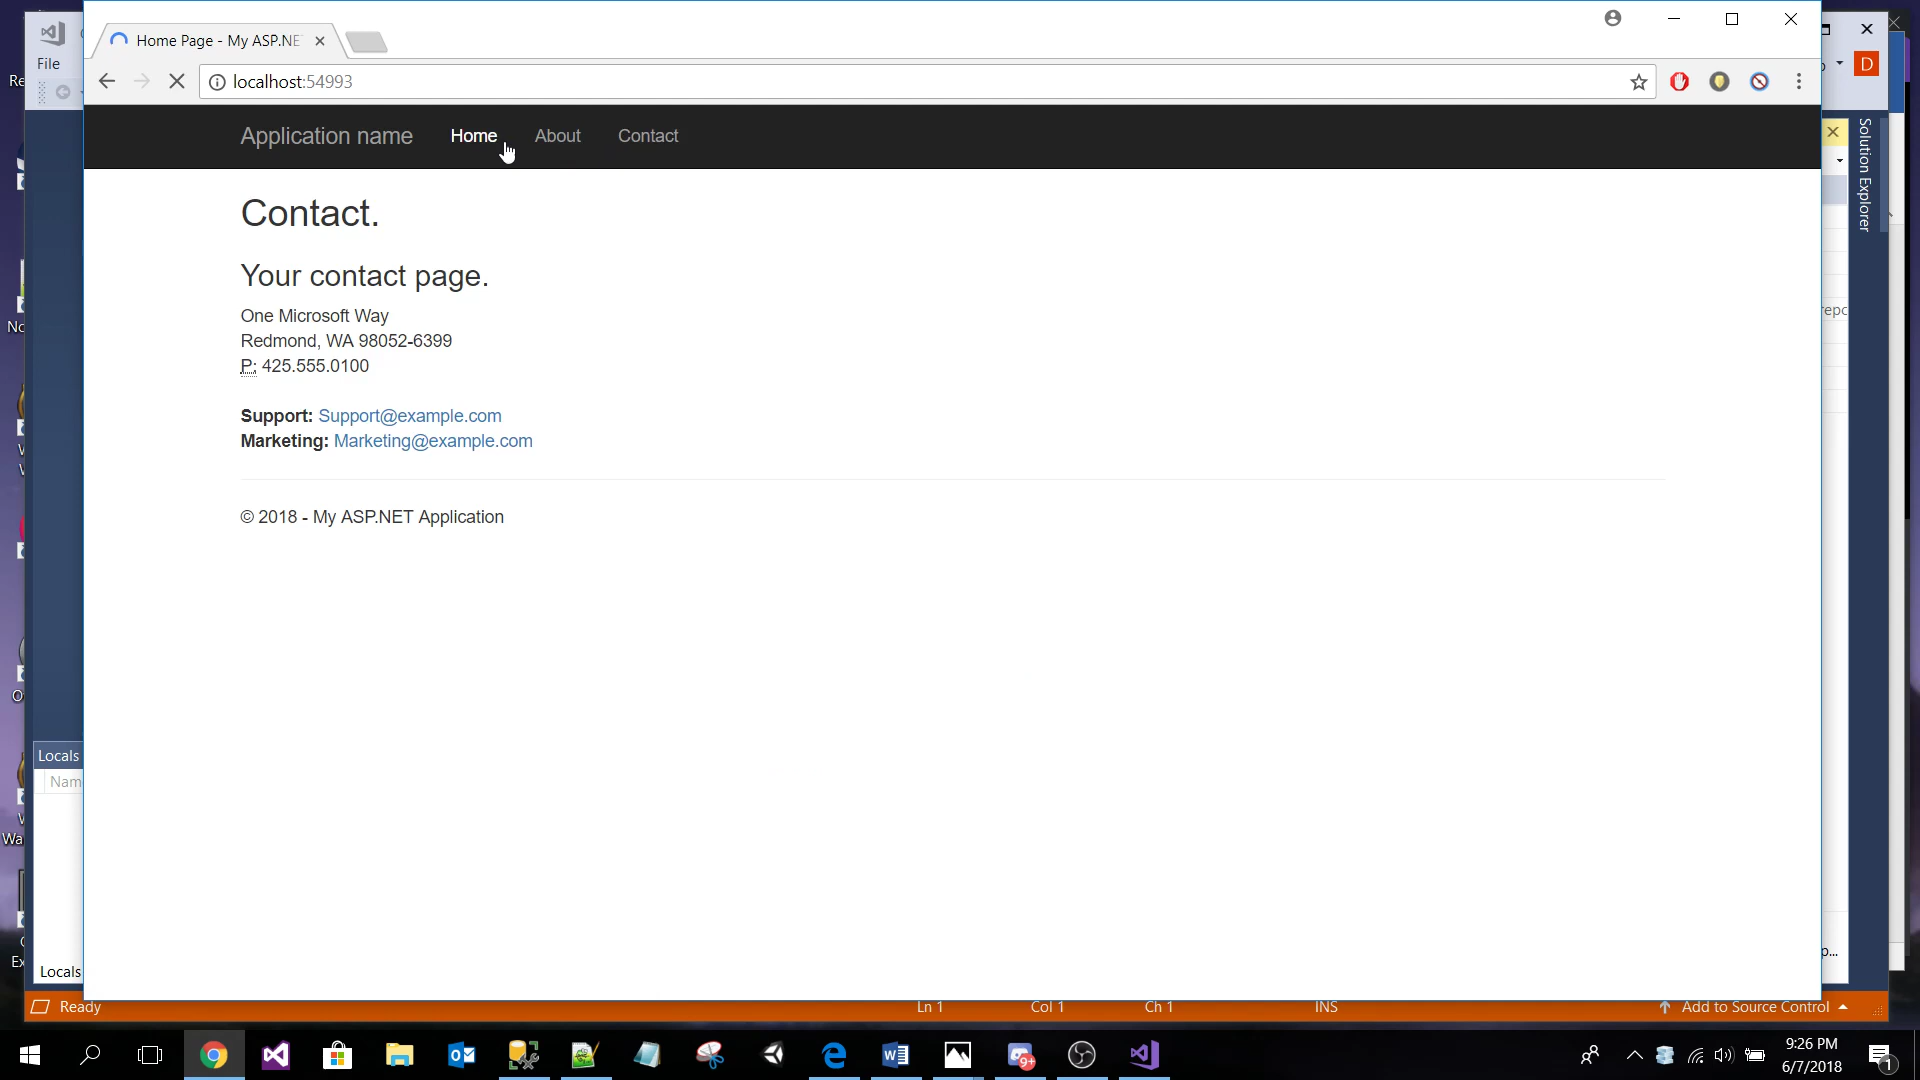 Home Page - My ASP.NE
File
localhost:54993
D
Application name Home About Contact
Solution Explorer
Contact.
Your contact page.
One Microsoft Way
Redmond, WA 98052-6399
P: 425.555.0100
Support: Support@example.com
Marketing: Marketing@example.com
© 2018 - My ASP.NET Application
Locals
Nam
Locals
Ready Ln 1 Col 1 Ch 1 INS Add to Source Control
9+
9:26 PM
6/7/2018
1